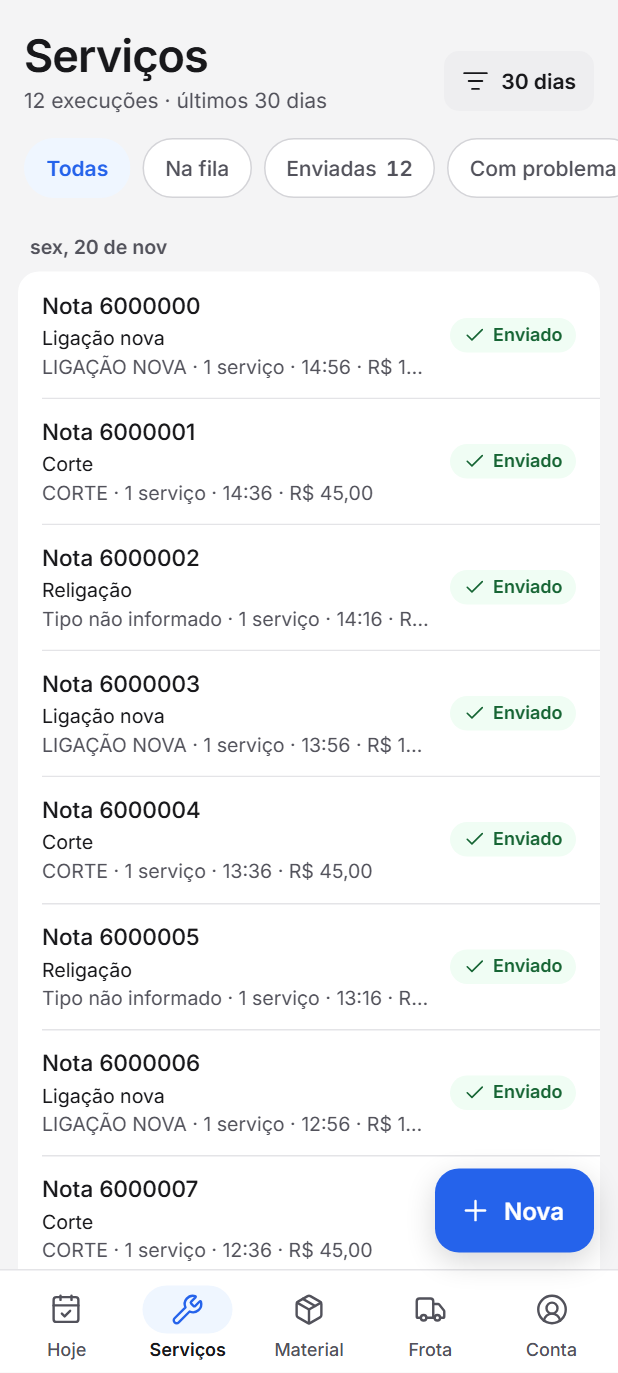 Serviços
12 execuções · últimos 30 dias
30 dias
Todas
Na fila
Enviadas 12
Com problema
sex, 20 de nov
Nota 6000000
Ligação nova
LIGAÇÃO NOVA · 1 serviço · 14:56 · R$ 1...
Enviado
Nota 6000001
Corte
CORTE · 1 serviço · 14:36 · R$ 45,00
Enviado
Nota 6000002
Religação
Tipo não informado · 1 serviço · 14:16 · R...
Enviado
Nota 6000003
Ligação nova
LIGAÇÃO NOVA · 1 serviço · 13:56 · R$ 1...
Enviado
Nota 6000004
Corte
CORTE · 1 serviço · 13:36 · R$ 45,00
Enviado
Nota 6000005
Religação
Tipo não informado · 1 serviço · 13:16 · R...
Enviado
Nota 6000006
Ligação nova
LIGAÇÃO NOVA · 1 serviço · 12:56 · R$ 1...
Enviado
Nota 6000007
Corte
CORTE · 1 serviço · 12:36 · R$ 45,00
Nova
Hoje
Serviços
Material
Frota
Conta